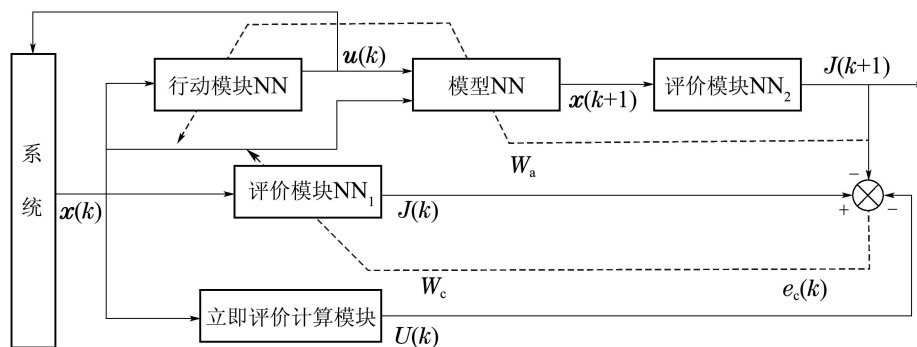 u(k)
J(k+1)
行动模块NN
模型NN
x(k+1)
评价模块NN₂
系统
Wₐ
−
x(k)
评价模块NN₁
J(k)
+
−
W_c
e_c(k)
立即评价计算模块
U(k)